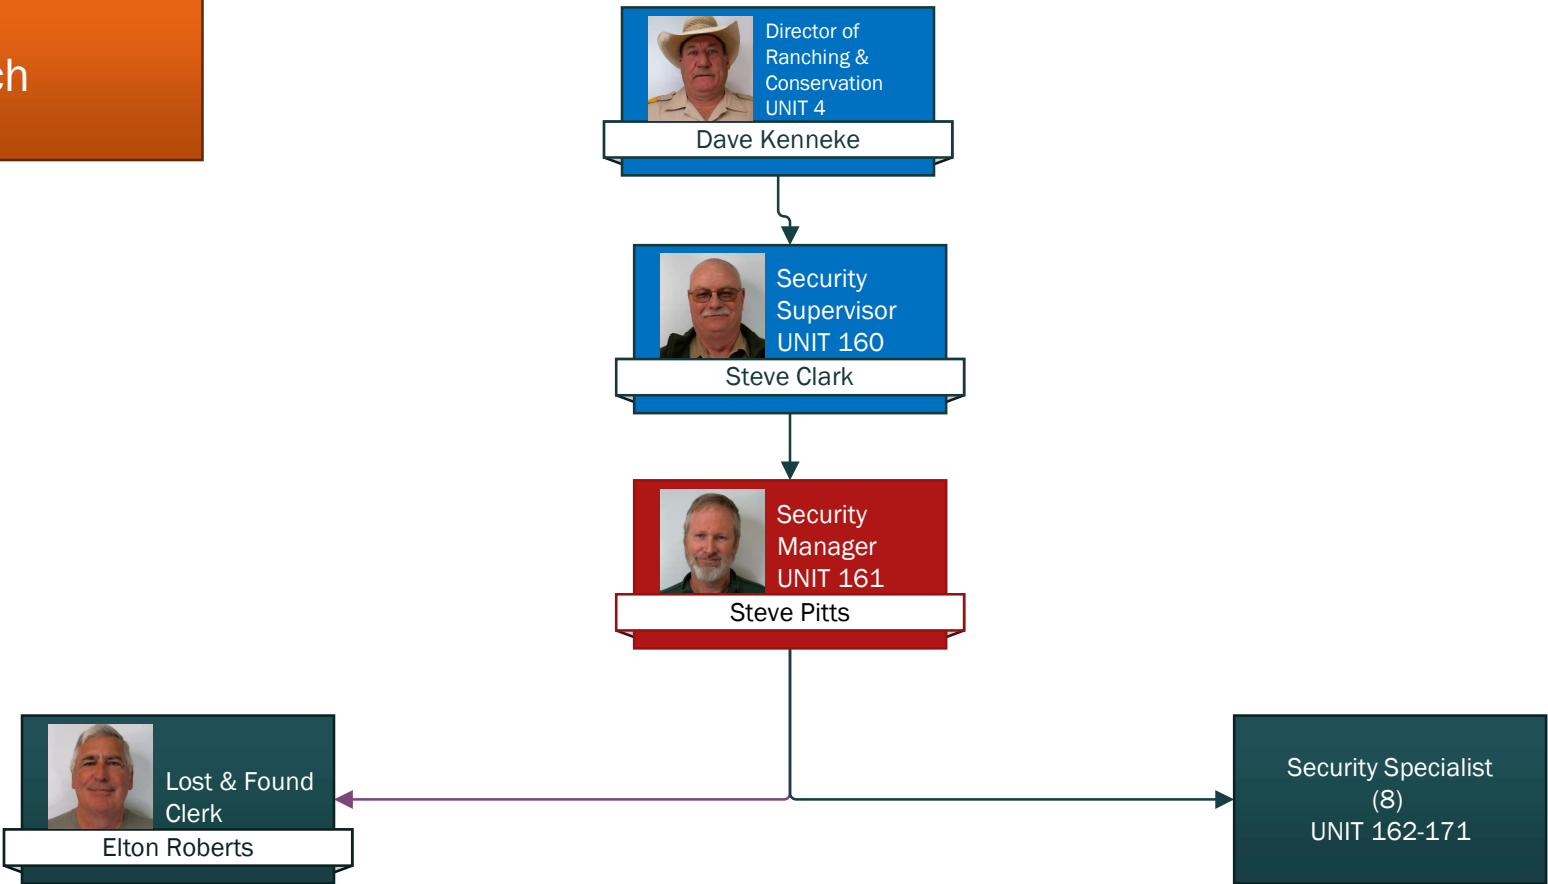 Director of
Ranching &
Conservation
UNIT 4
Dave Kenneke
Security
Supervisor
UNIT 160
Steve Clark
Security
Manager
UNIT 161
Steve Pitts
Lost & Found
Clerk
Elton Roberts
Security Specialist
(8)
UNIT 162-171